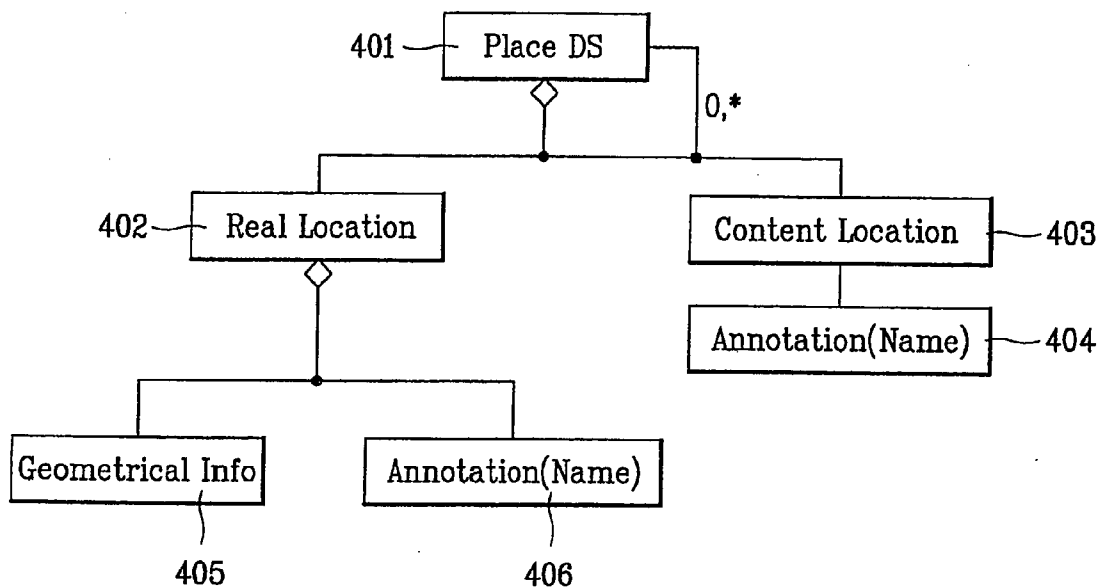 401
Place DS
0,*
402
Real Location
Content Location
403
Annotation(Name)
404
Geometrical Info
Annotation(Name)
405
406